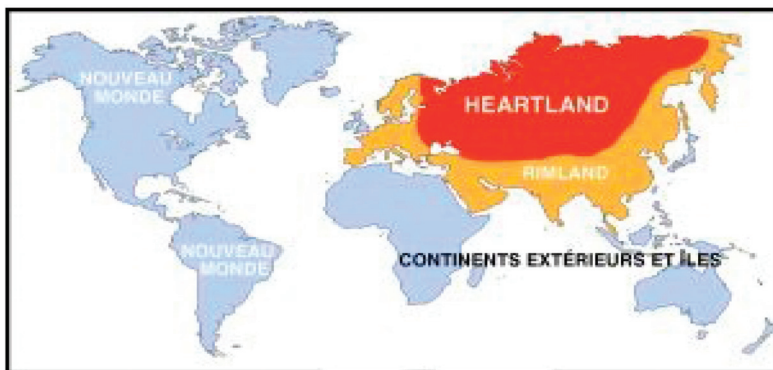 NOUVEAU
MONDE
HEARTLAND
RIMLAND
NOUVEAU
MONDE
CONTINENTS EXTÉRIEURS ET ÎLES